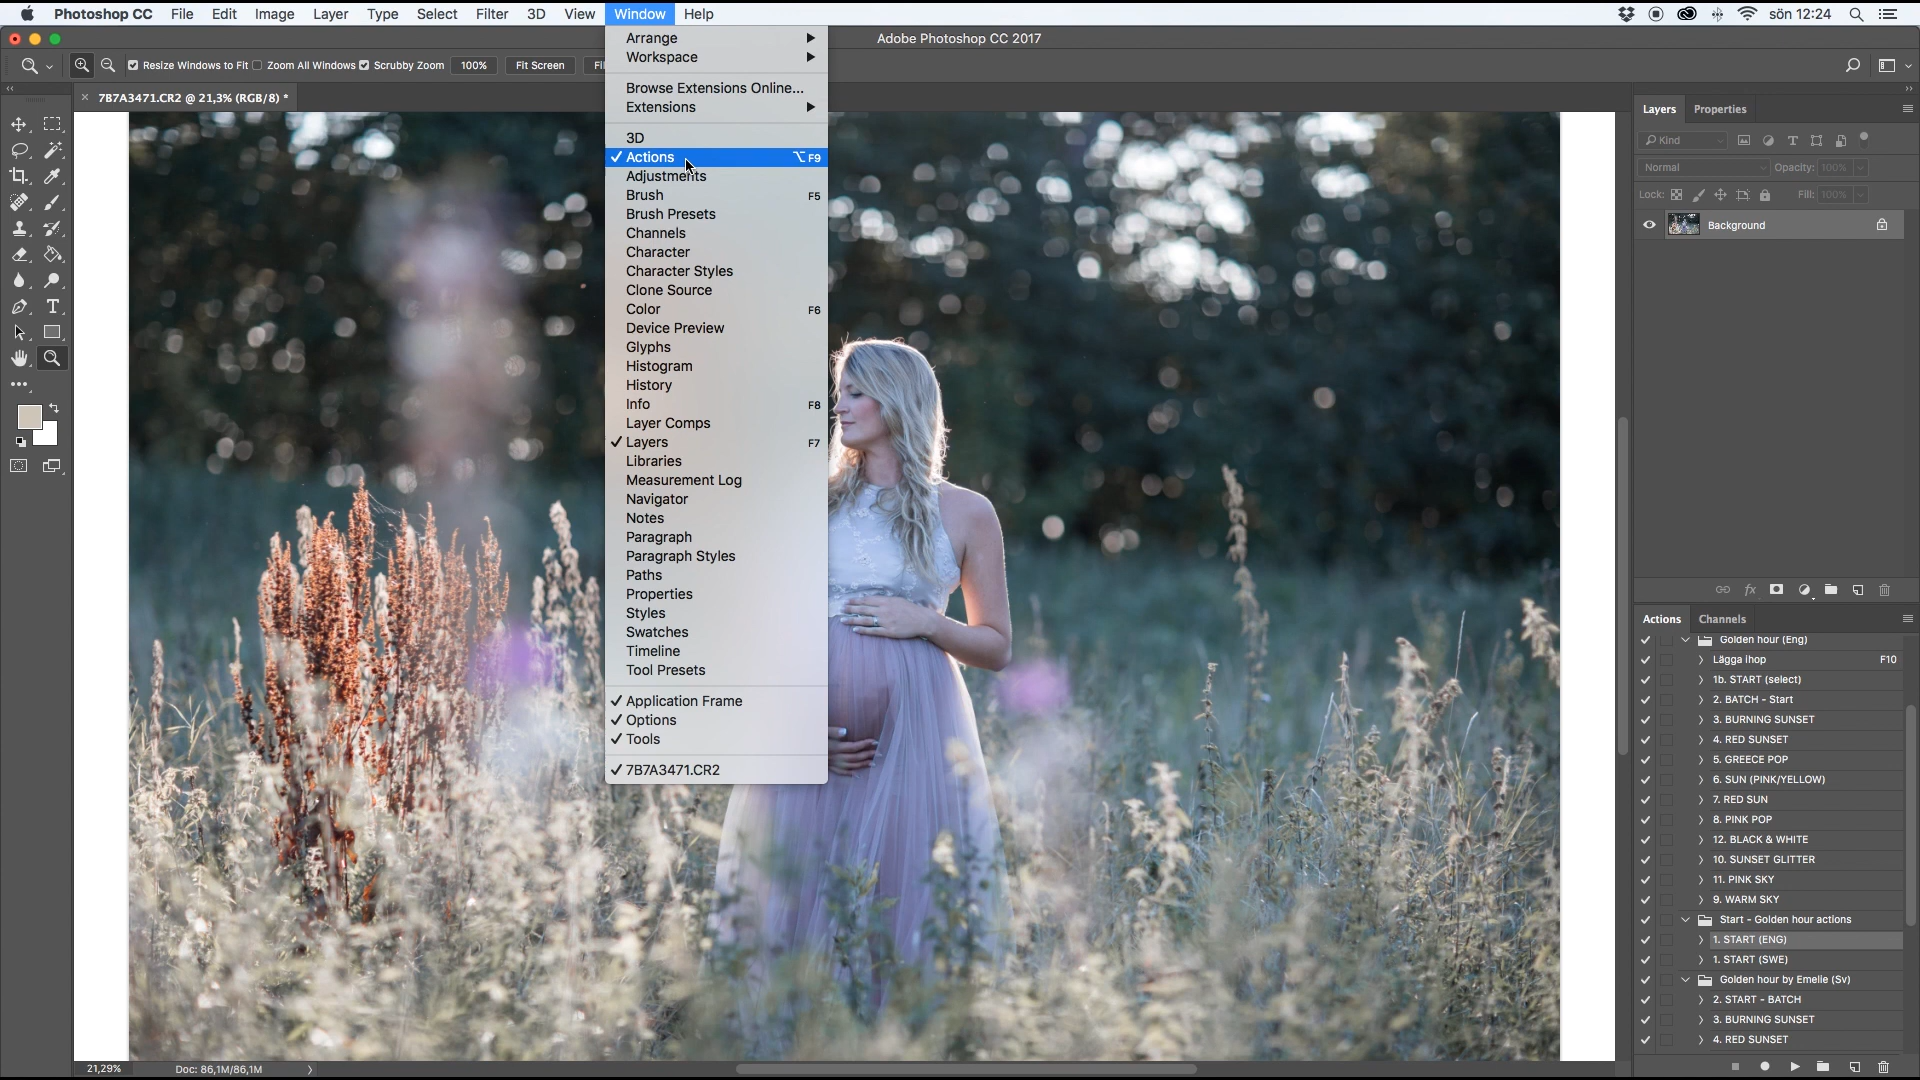 Photoshop CC File Edit Image Layer Type Select Filter 3D View Window Help sön 12:24
Adobe Photoshop CC 2017
Resize Windows to Fit Zoom All Windows Scrubby Zoom 100% Fit Screen Fil
7B7A3471.CR2 @ 21,3% (RGB/8) *
Arrange
Workspace
Browse Extensions Online...
Extensions
3D
Actions ⌥F9
Adjustments
Brush F5
Brush Presets
Channels
Character
Character Styles
Clone Source
Color F6
Device Preview
Glyphs
Histogram
History
Info F8
Layer Comps
Layers F7
Libraries
Measurement Log
Navigator
Notes
Paragraph
Paragraph Styles
Paths
Properties
Styles
Swatches
Timeline
Tool Presets
Application Frame
Options
Tools
7B7A3471.CR2
Layers Properties
Kind
Normal Opacity: 100%
Lock: Fill: 100%
Background
fx
Actions Channels
Golden hour (Eng)
Lägga ihop F10
1b. START (select)
2. BATCH - Start
3. BURNING SUNSET
4. RED SUNSET
5. GREECE POP
6. SUN (PINK/YELLOW)
7. RED SUN
8. PINK POP
12. BLACK & WHITE
10. SUNSET GLITTER
11. PINK SKY
9. WARM SKY
Start - Golden hour actions
1. START (ENG)
1. START (SWE)
Golden hour by Emelie (Sv)
2. START - BATCH
3. BURNING SUNSET
4. RED SUNSET
21,29% Doc: 86,1M/86,1M